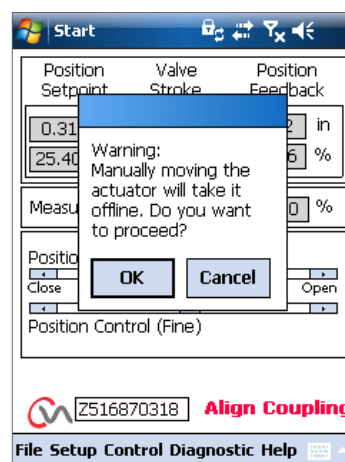 Start
Position Valve Position
Setpoint Stroke Feedback
0.31 in
25.40 %
Warning:
Manually moving the
actuator will take it
offline. Do you want
to proceed?
OK Cancel
%
Close Open
Position Control (Fine)
Z516870318 Align Coupling
File Setup Control Diagnostic Help